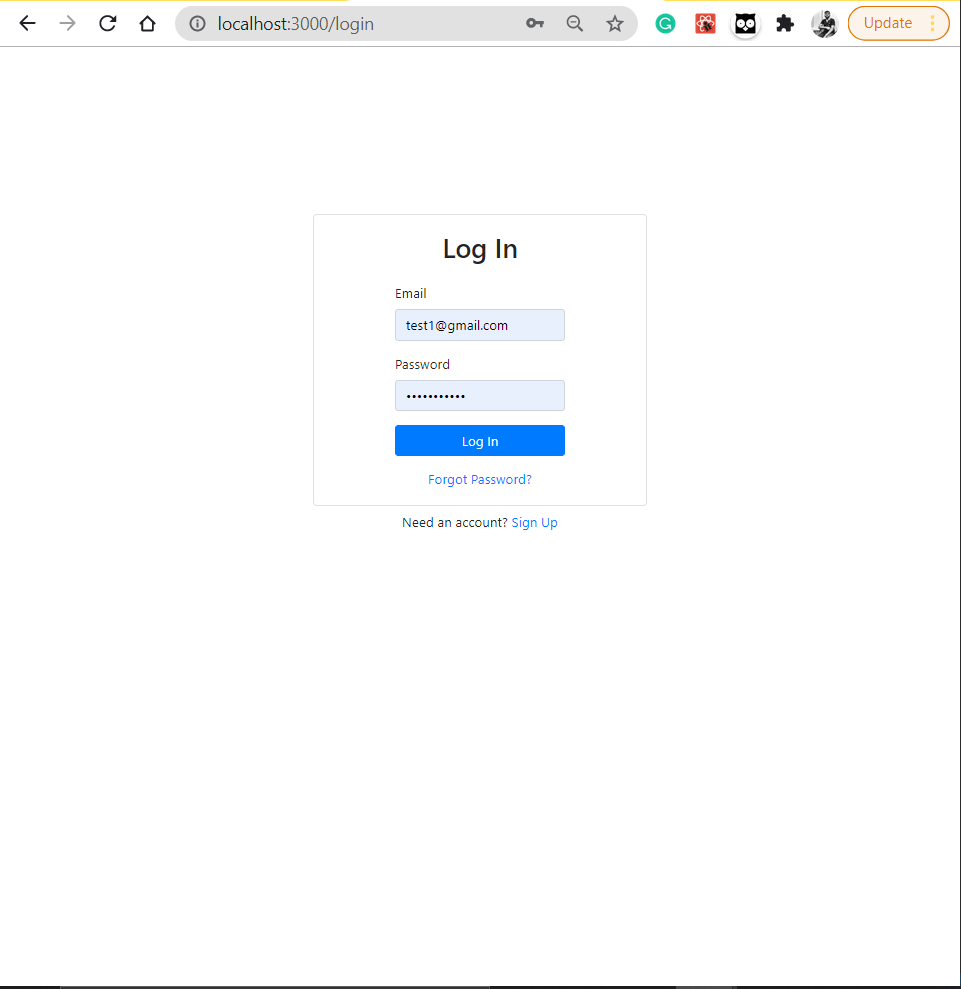 localhost:3000/login
Update
Log In
Email
test1@gmail.com
Password
•••••••••••
Log In
Forgot Password?
Need an account? Sign Up